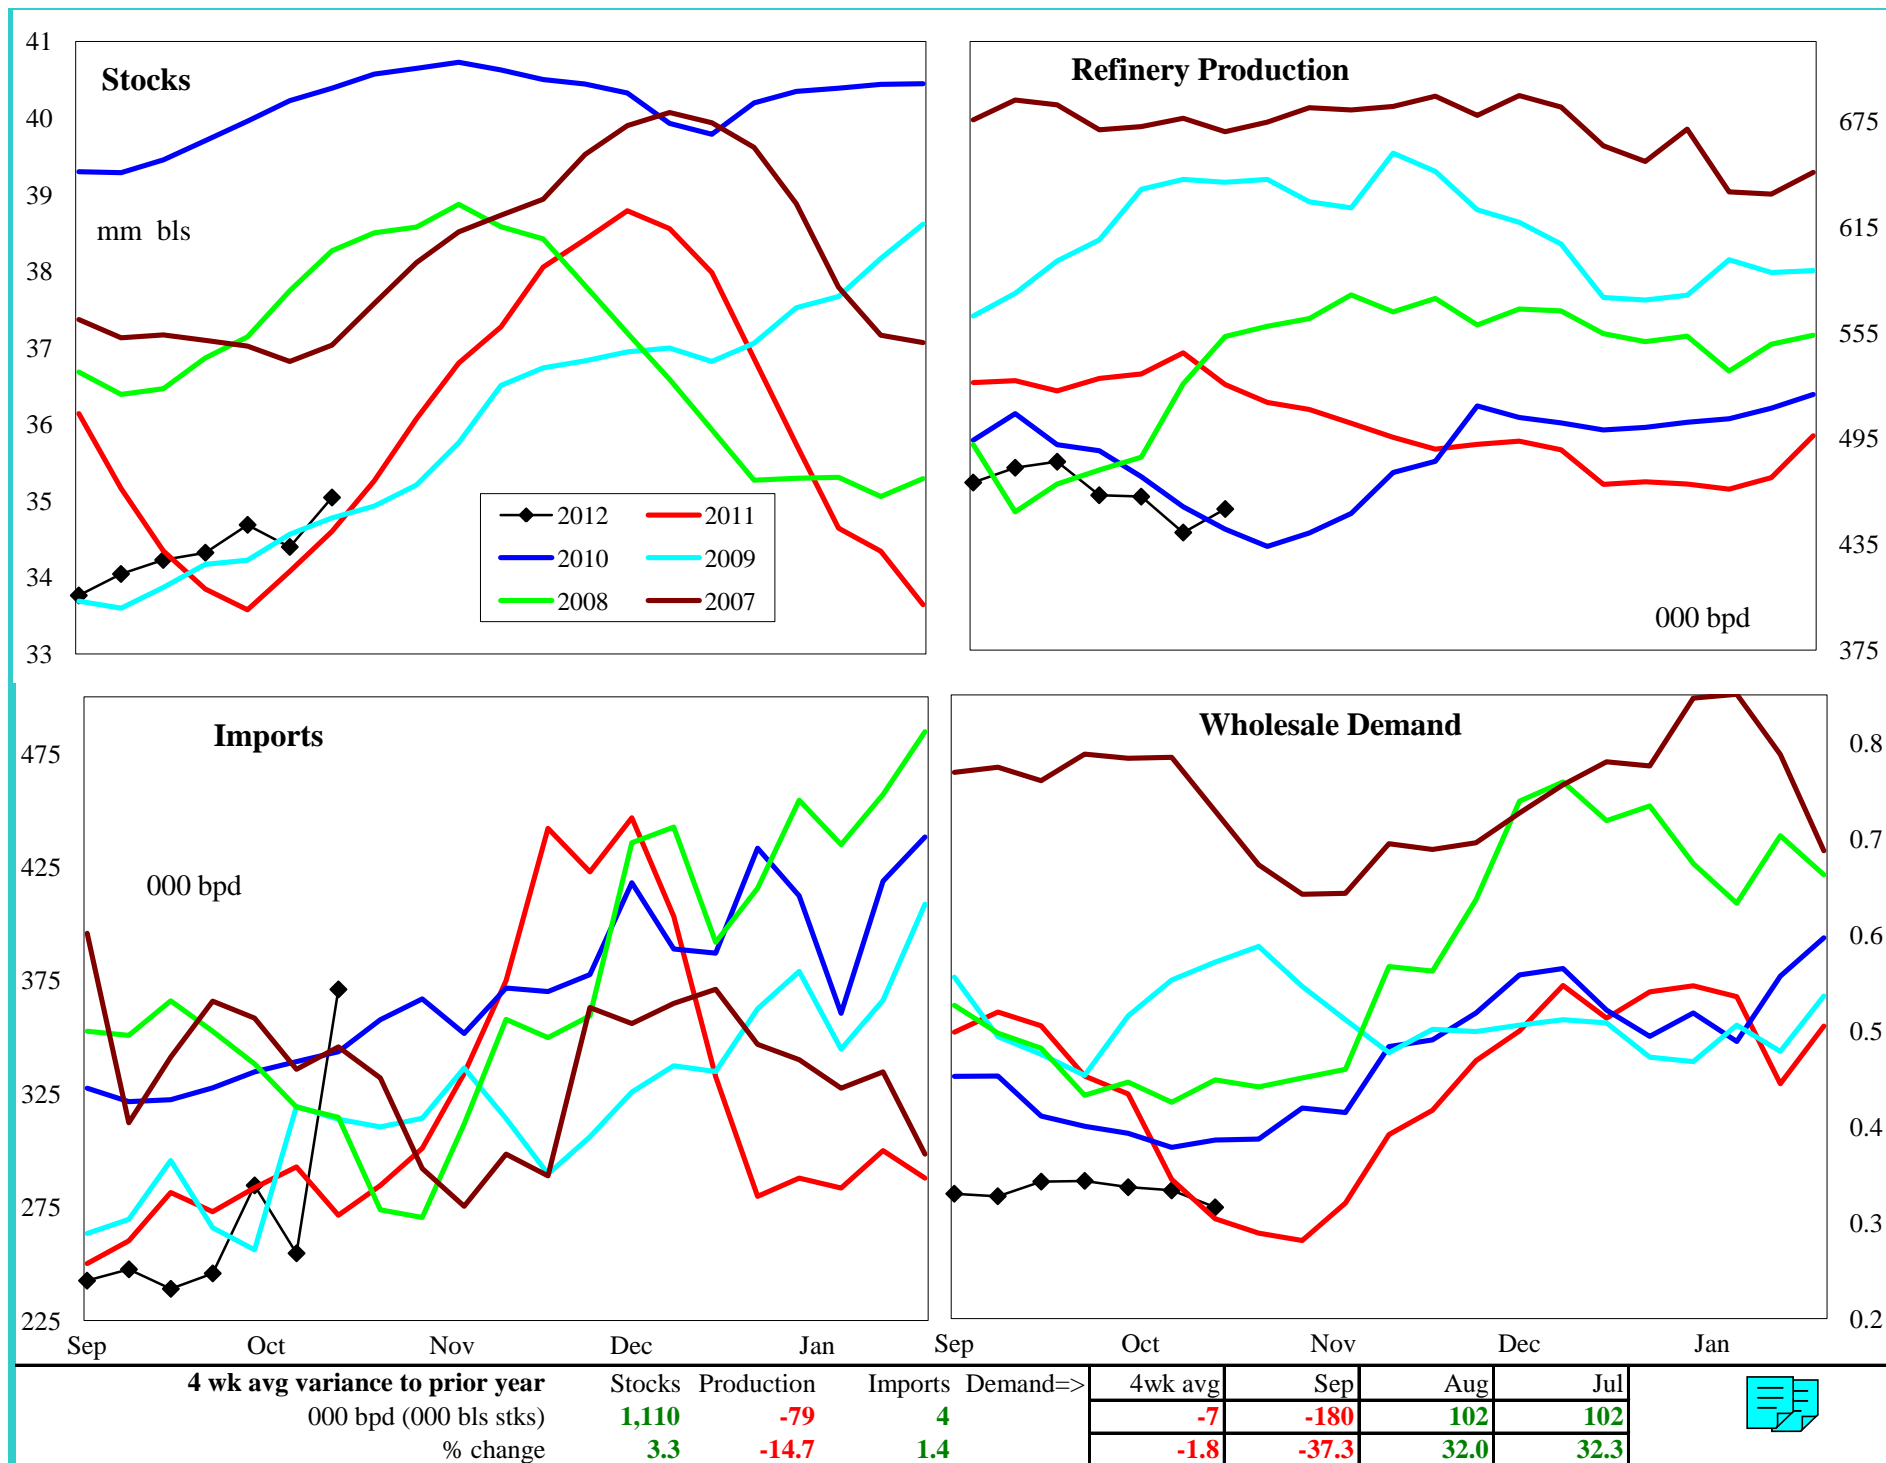 Stocks
mm bls
41
40
39
38
37
36
35
34
33
2012
2011
2010
2009
2008
2007
Refinery Production
000 bpd
675
615
555
495
435
375
Imports
000 bpd
475
425
375
325
275
225
Sep Oct Nov Dec Jan
Wholesale Demand
0.8
0.7
0.6
0.5
0.4
0.3
0.2
Sep Oct Nov Dec Jan
4 wk avg variance to prior year Stocks Production Imports Demand=> 4wk avg Sep Aug Jul
000 bpd (000 bls stks) 1,110 -79 4 -7 -180 102 102
% change 3.3 -14.7 1.4 -1.8 -37.3 32.0 32.3